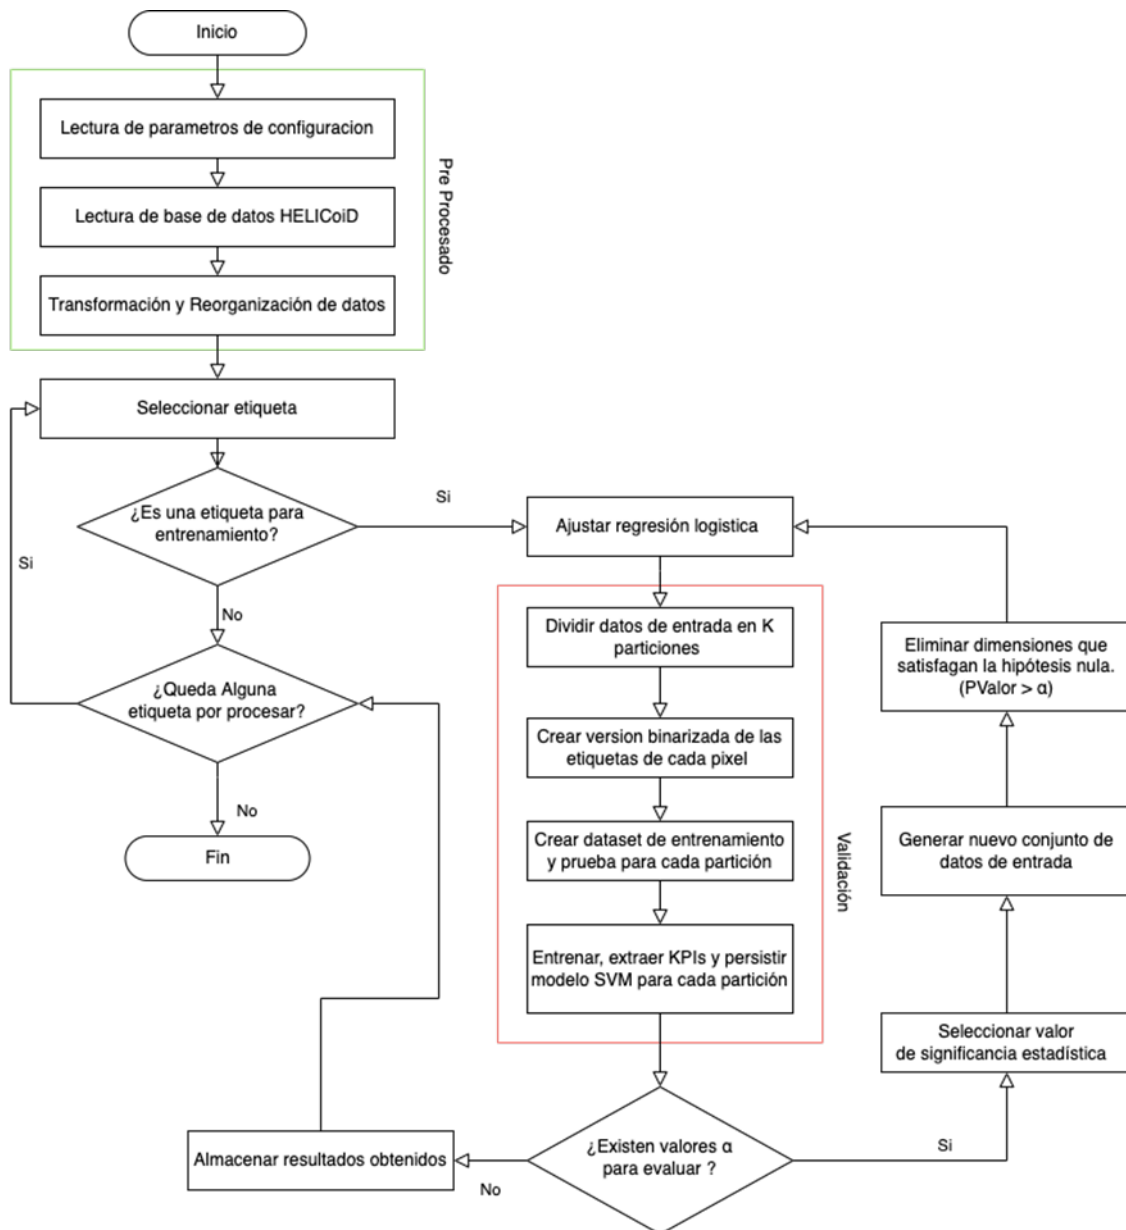 Inicio
Lectura de parametros de configuracion
Lectura de base de datos HELICoiD
Transformación y Reorganización de datos
Pre Procesado
Seleccionar etiqueta
¿Es una etiqueta para
entrenamiento?
Si
No
Si
¿Queda Alguna
etiqueta por procesar?
No
Fin
Ajustar regresión logistica
Dividir datos de entrada en K
particiones
Crear version binarizada de las
etiquetas de cada pixel
Crear dataset de entrenamiento
y prueba para cada partición
Entrenar, extraer KPIs y persistir
modelo SVM para cada partición
Validación
¿Existen valores α
para evaluar ?
No
Almacenar resultados obtenidos
Si
Seleccionar valor
de significancia estadística
Generar nuevo conjunto de
datos de entrada
Eliminar dimensiones que
satisfagan la hipótesis nula.
(PValor > α)